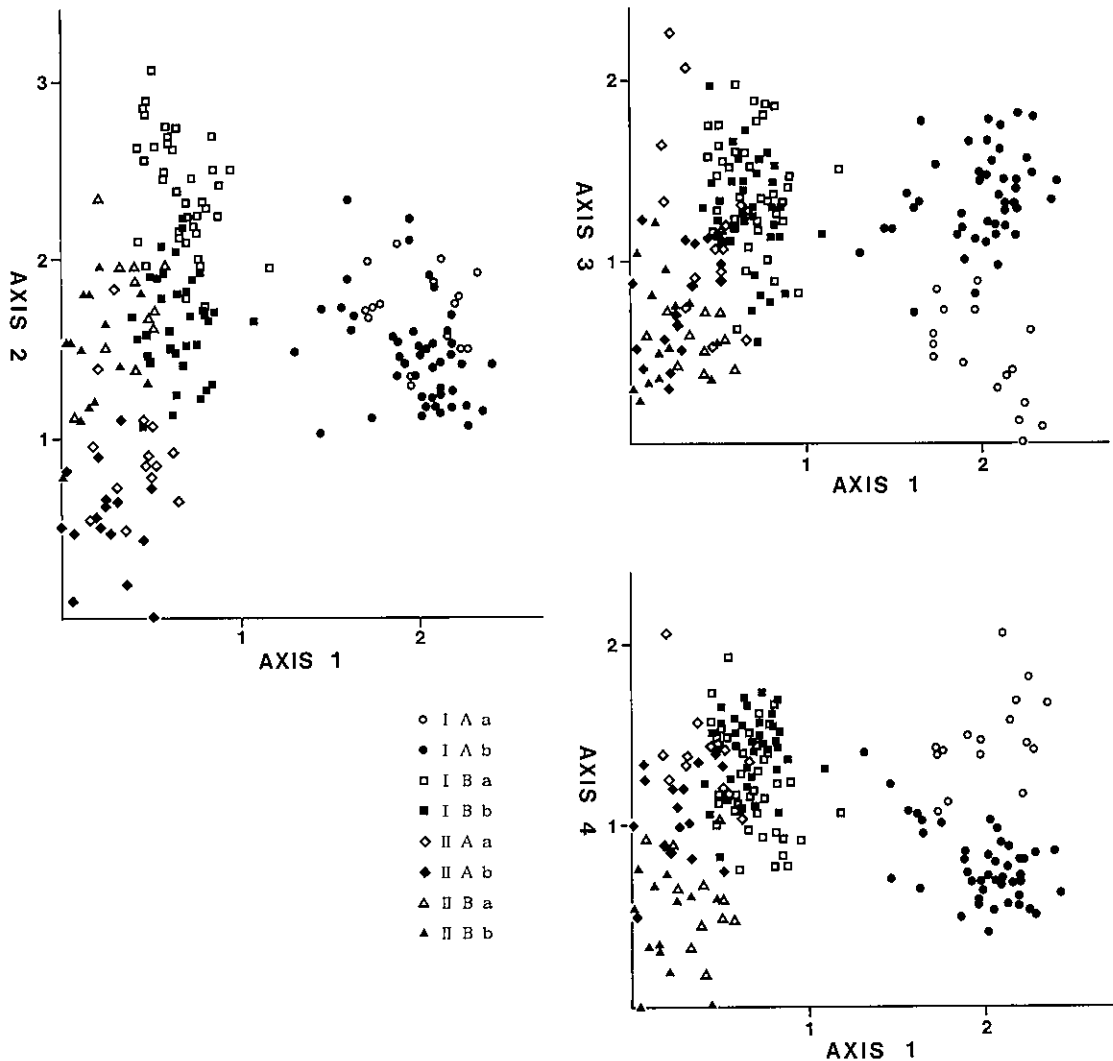 3
2
1
AXIS 2
1
2
AXIS 1
2
1
AXIS 3
1
2
AXIS 1
I A a
I A b
I B a
I B b
II A a
II A b
II B a
II B b
2
1
AXIS 4
1
2
AXIS 1